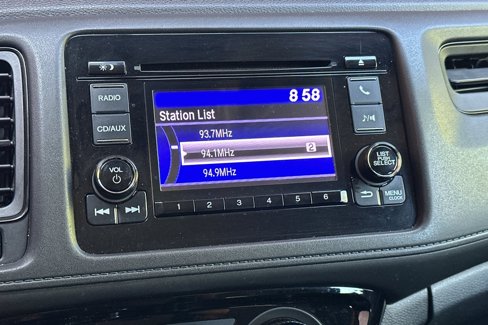 8 58
RADIO
Station List
CD/AUX
93.7MHz
94.1MHz 2
94.9MHz
VOL
LIST
PUSH
SELECT
MENU
CLOCK
1 2 3 4 5 6